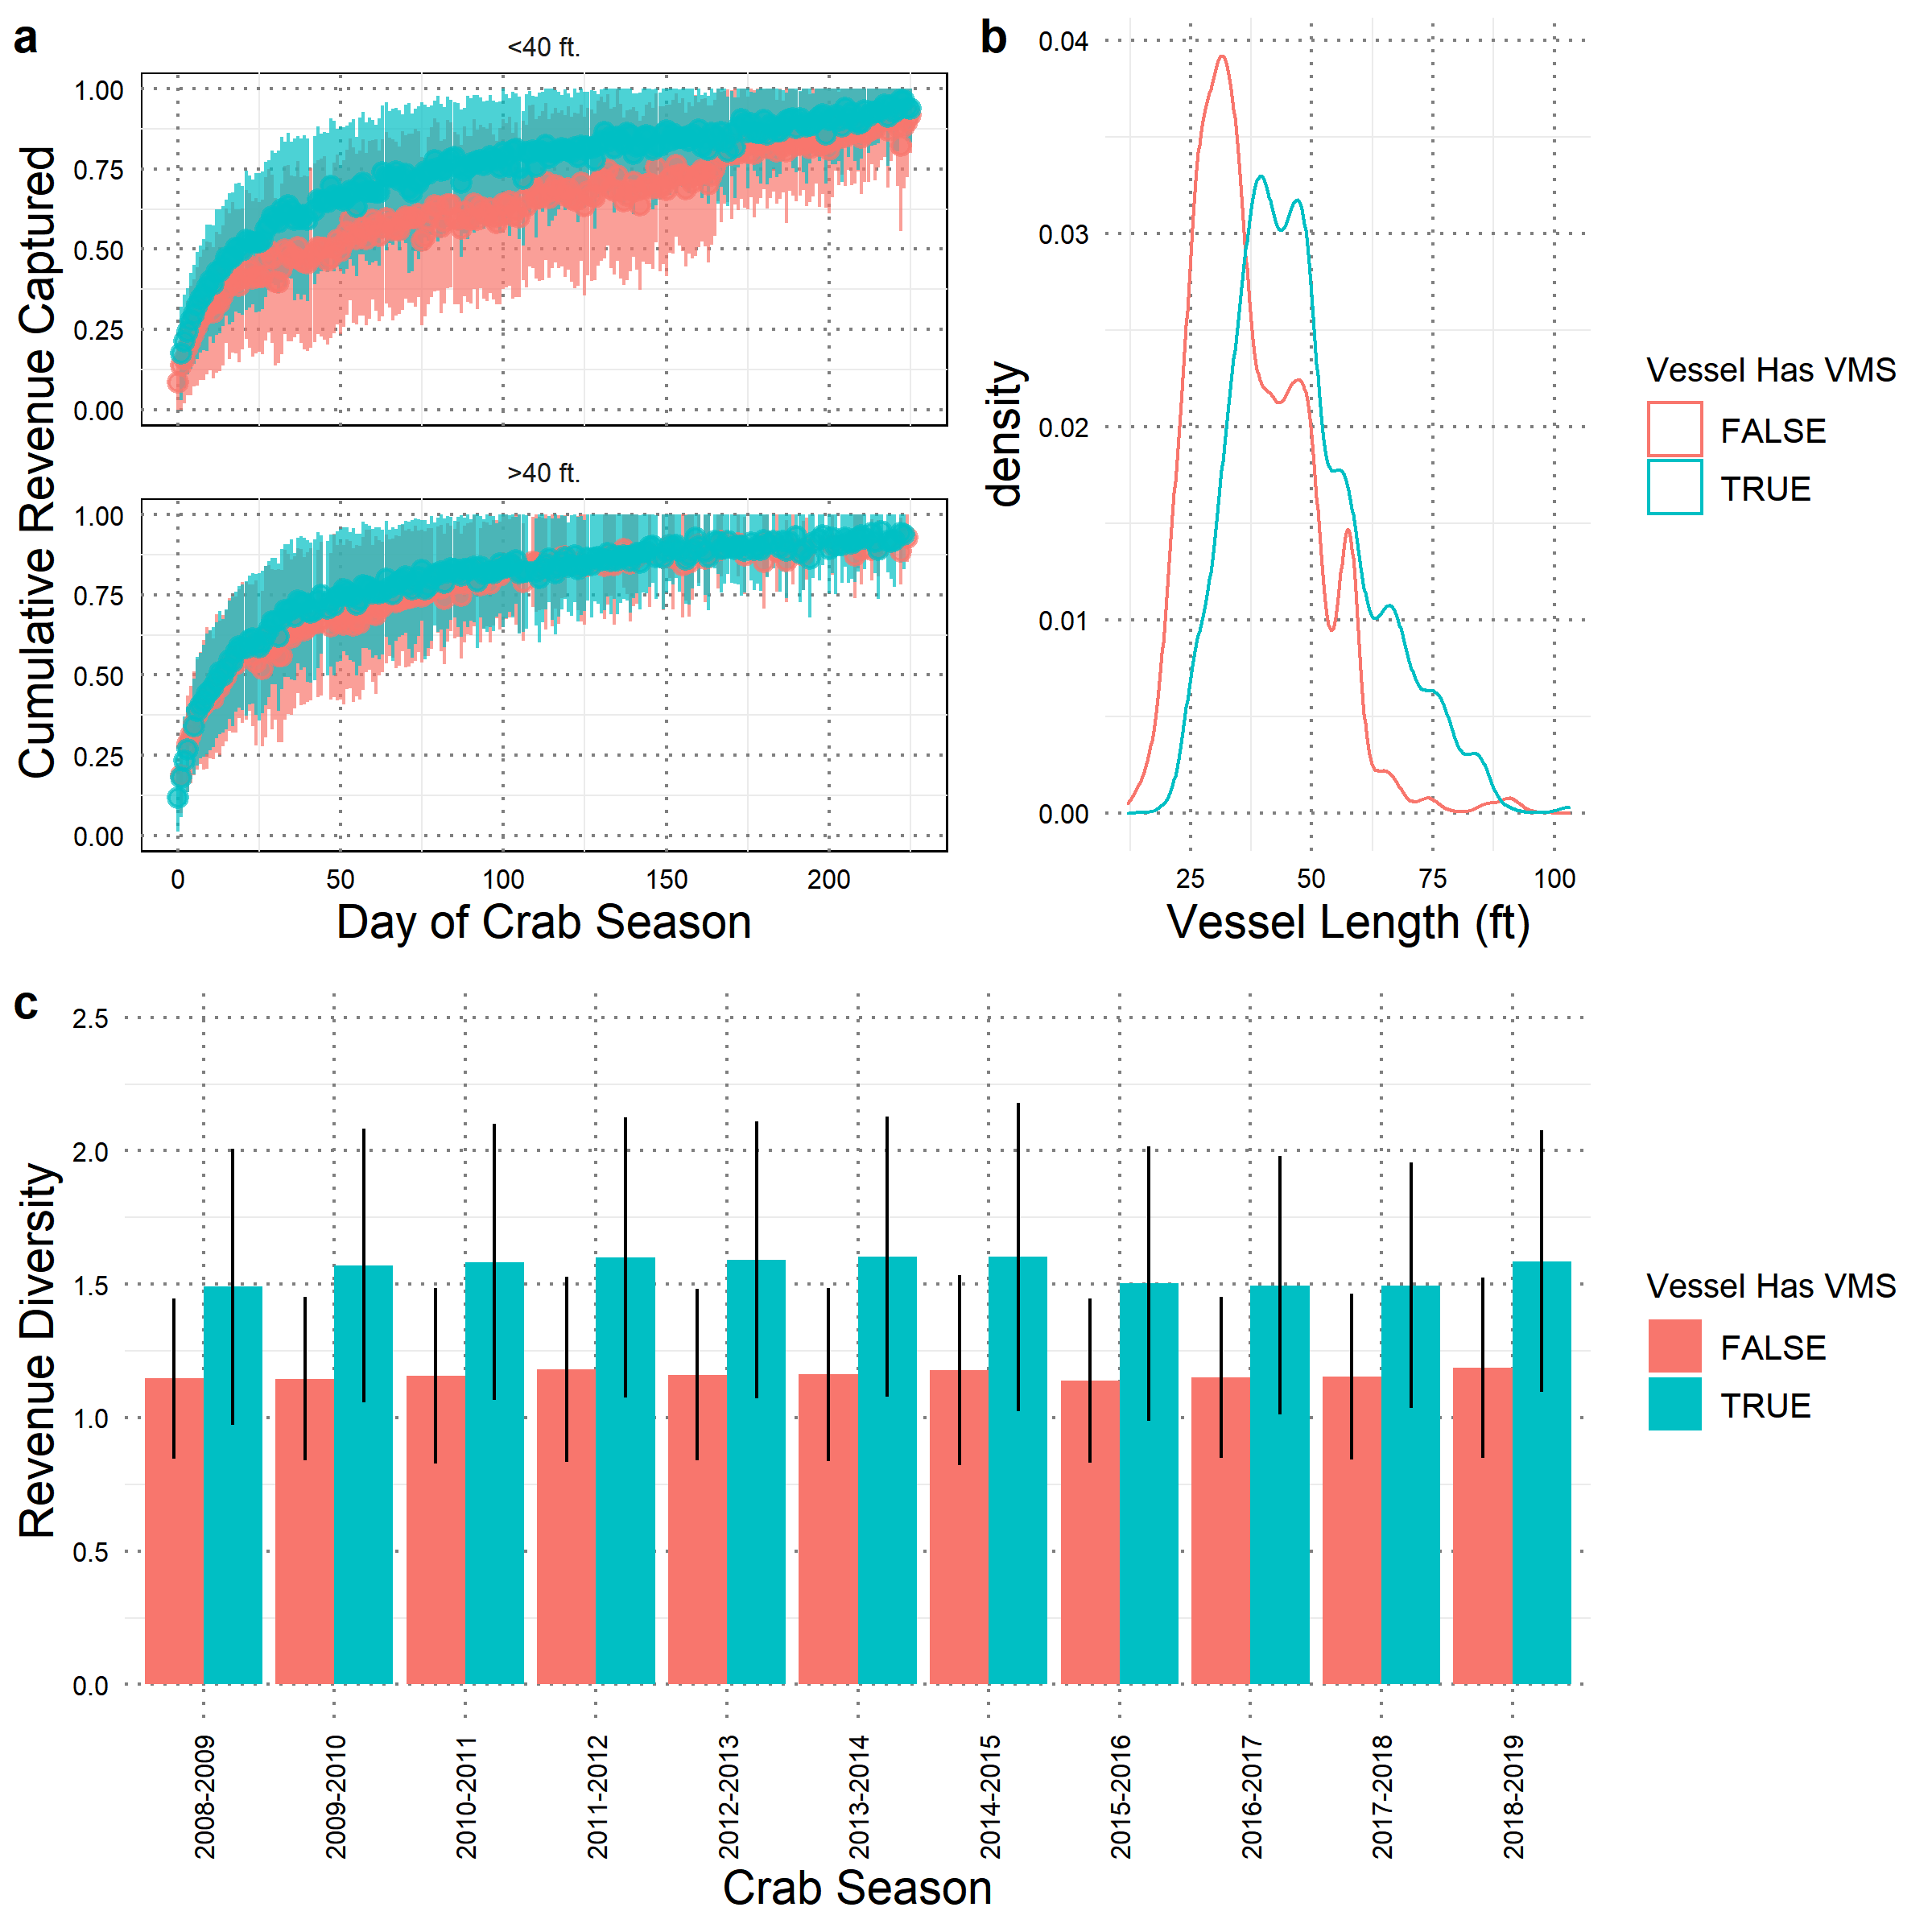 a
<40 ft.
1.00
0.75
0.50
0.25
0.00
>40 ft.
1.00
0.75
0.50
0.25
0.00
0 50 100 150 200
Day of Crab Season
Cumulative Revenue Captured
b
0.04
0.03
0.02
0.01
0.00
density
25 50 75 100
Vessel Length (ft)
Vessel Has VMS
FALSE
TRUE
c
2.5
2.0
1.5
1.0
0.5
0.0
Revenue Diversity
2008-2009
2009-2010
2010-2011
2011-2012
2012-2013
2013-2014
2014-2015
2015-2016
2016-2017
2017-2018
2018-2019
Crab Season
Vessel Has VMS
FALSE
TRUE